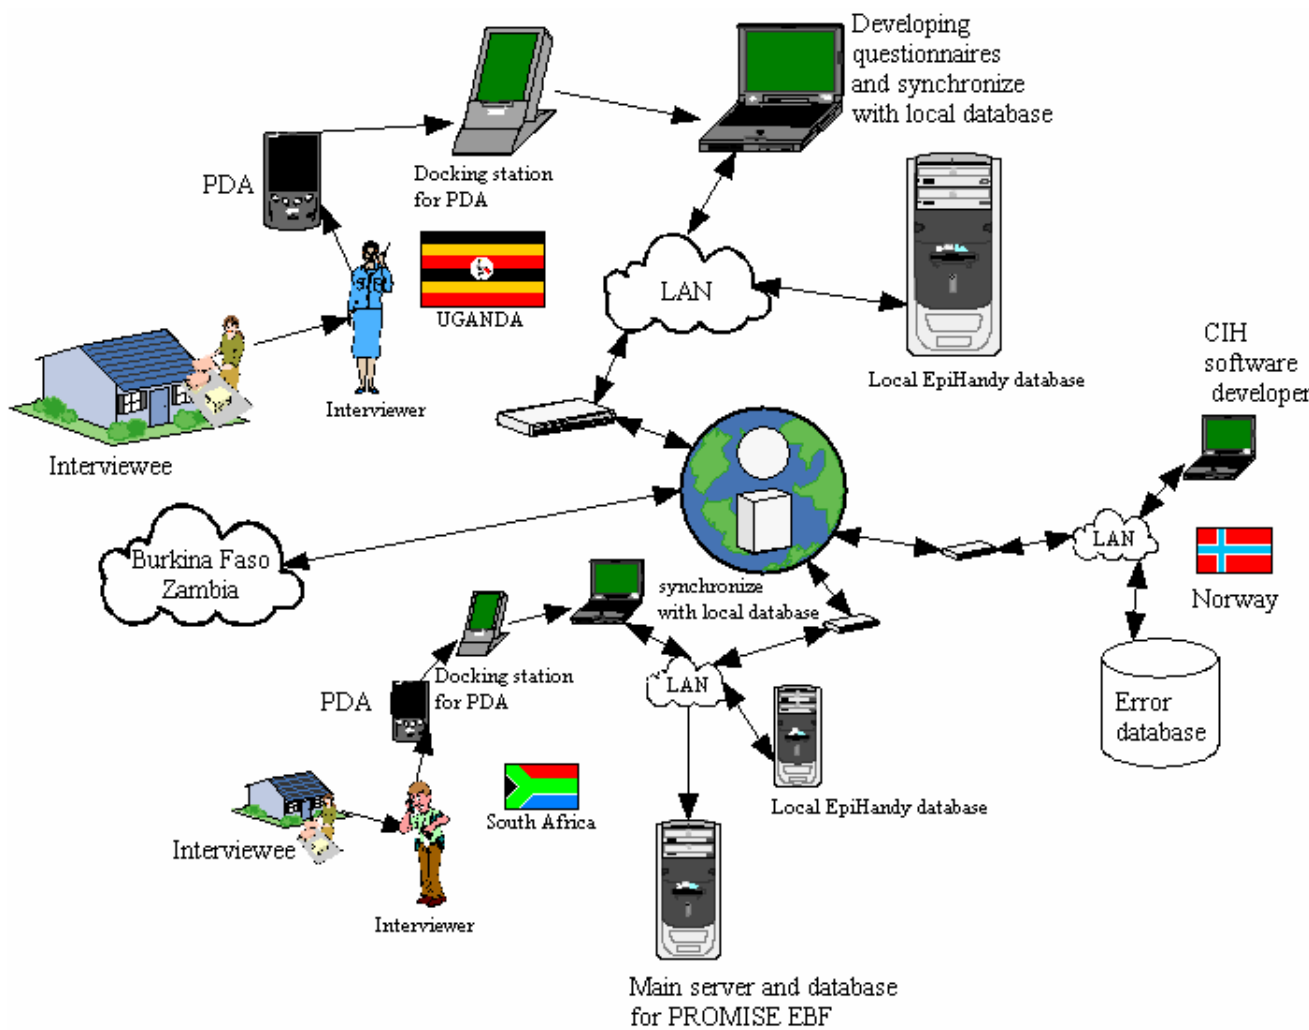 Developing
questionnaires
and synchronize
with local database
PDA
Docking station
for PDA
LAN
UGANDA
Local EpiHandy database
CIH
software
developer
Interviewer
Interviewee
Burkina Faso
Zambia
LAN
Norway
synchronize
with local database
Docking station
for PDA
PDA
LAN
Error
database
Local EpiHandy database
South Africa
Interviewee
Interviewer
Main server and database
for PROMISE EBF